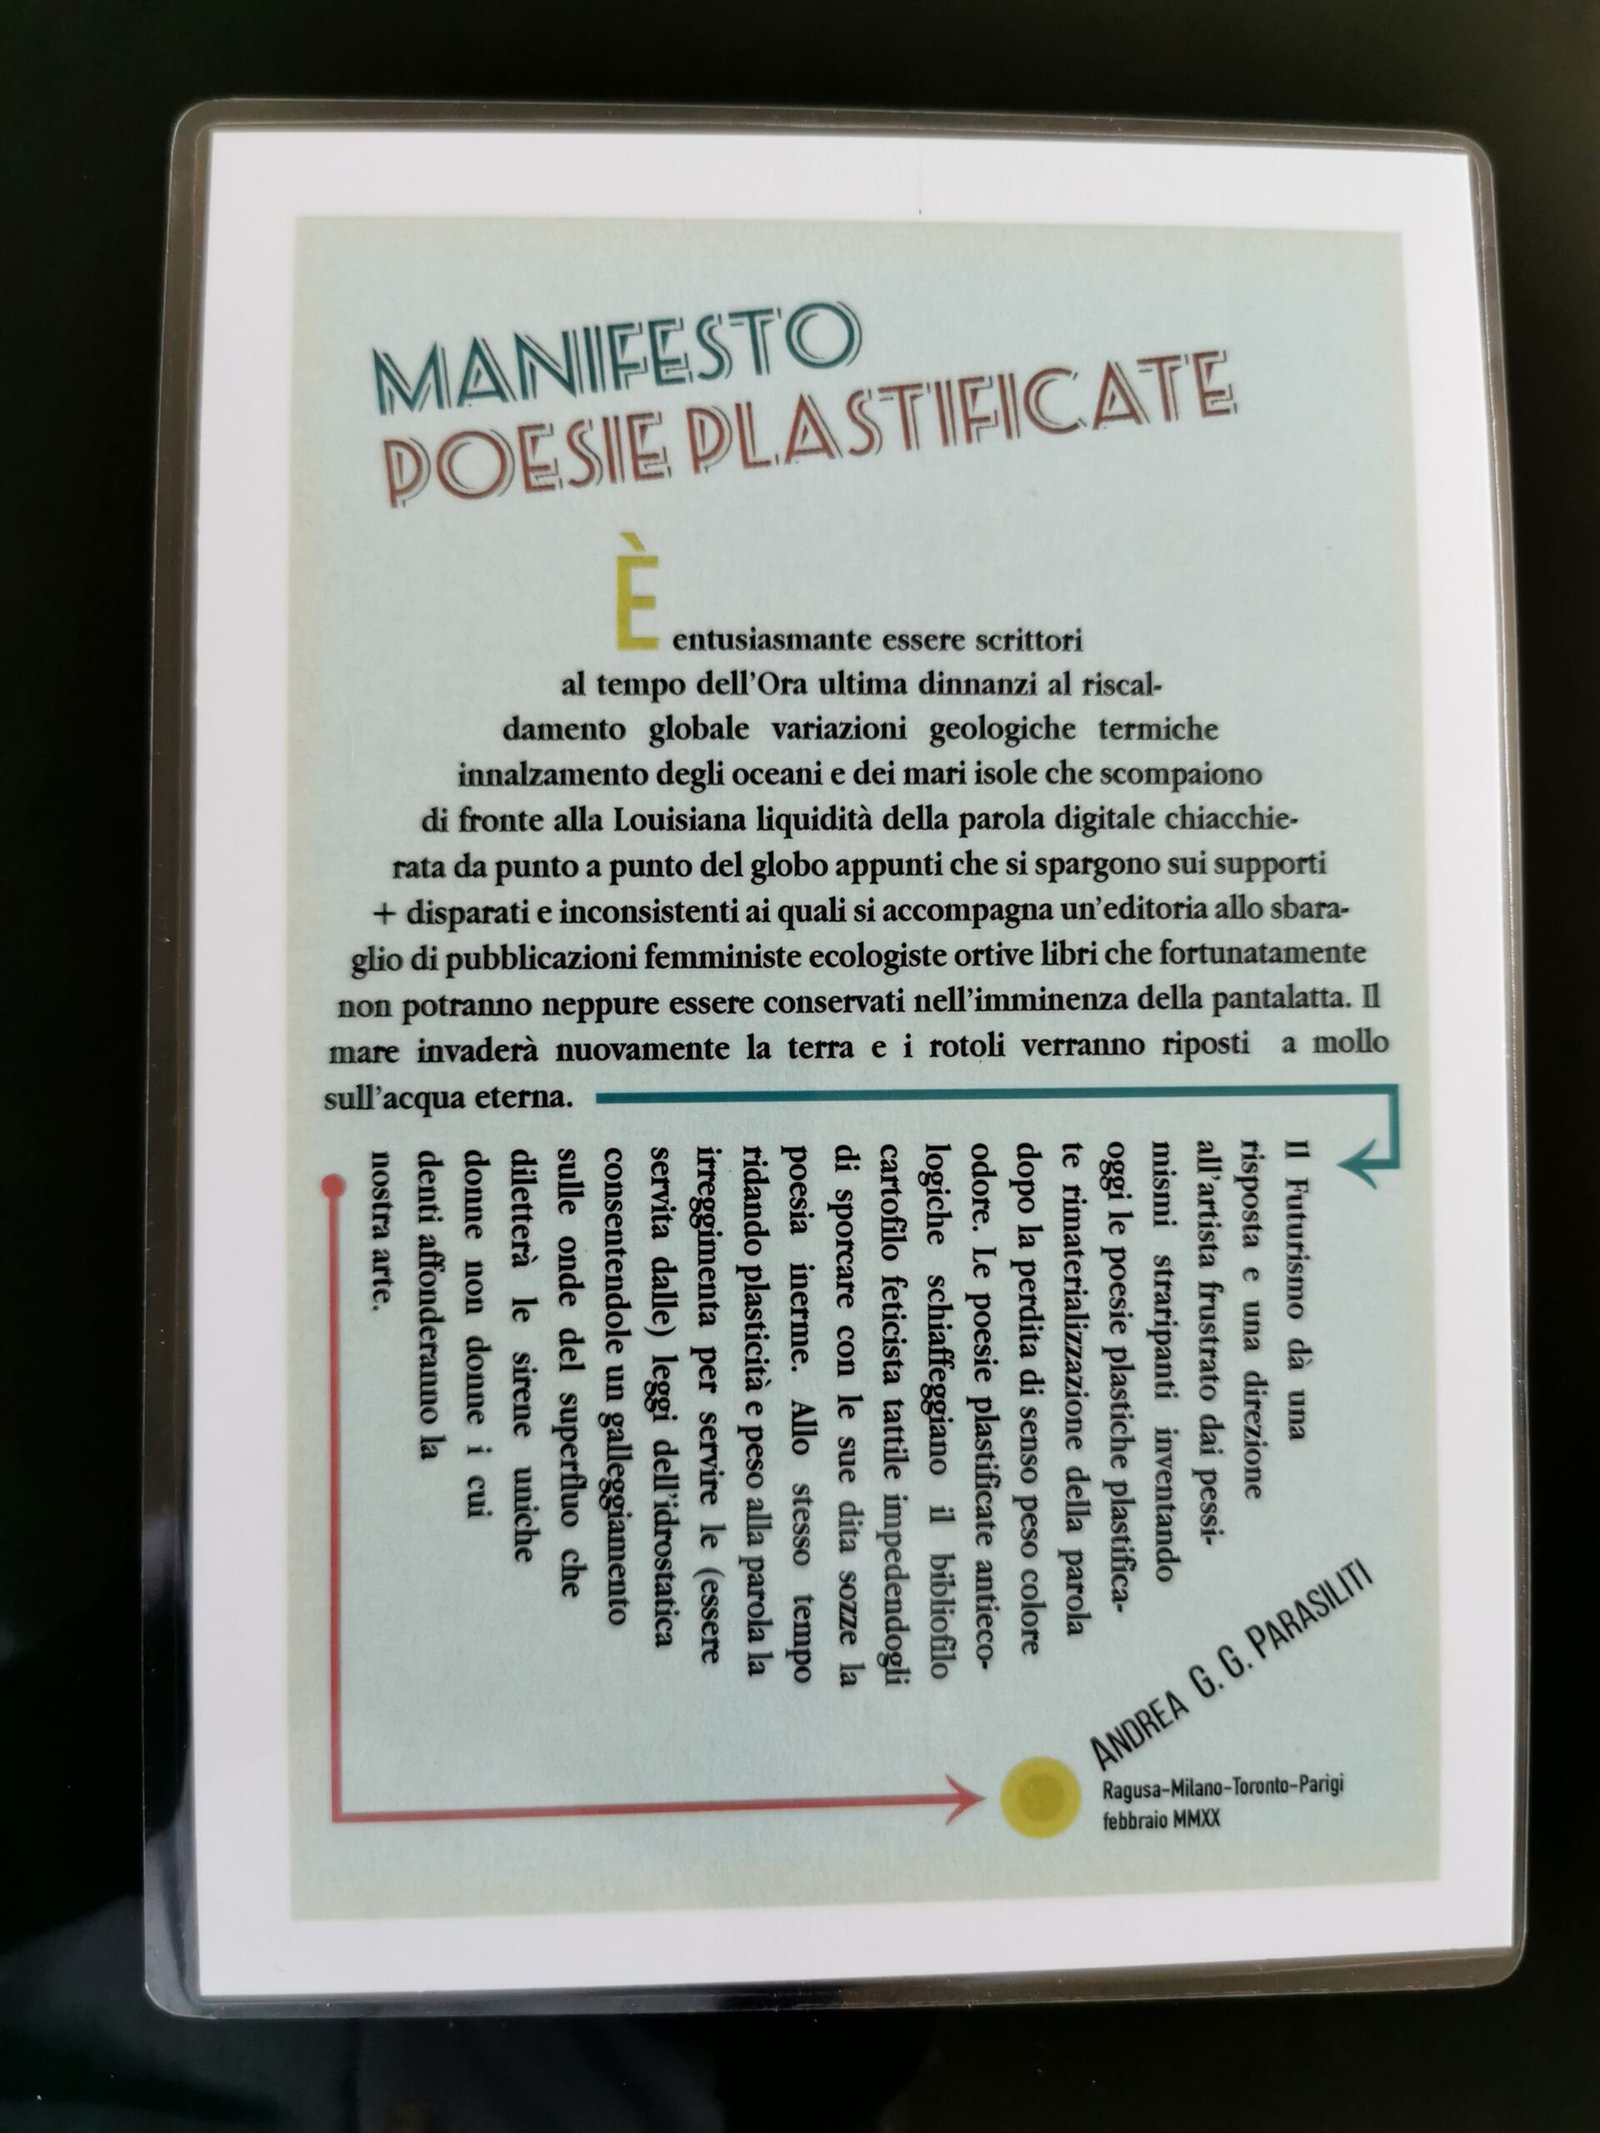 MANIFESTO
POESIE PLASTIFICATE
È entusiasmante essere scrittori
al tempo dell'Ora ultima dinnanzi al riscal-
damento globale variazioni geologiche termiche
innalzamento degli oceani e dei mari isole che scompaiono
di fronte alla Louisiana liquidità della parola digitale chiacchie-
rata da punto a punto del globo appunti che si spargono sui supporti
+ disparati e inconsistenti ai quali si accompagna un'editoria allo sbara-
glio di pubblicazioni femministe ecologiste ortive libri che fortunatamente
non potranno neppure essere conservati nell'imminenza della pantalatta. Il
mare invaderà nuovamente la terra e i rotoli verranno riposti a mollo
sull'acqua eterna.
Il Futurismo dà una
risposta e una direzione
all'artista frustrato dai pessi-
mismi straripanti inventando
oggi le poesie plastiche plastifica-
te rimaterializzazione della parola
dopo la perdita di senso peso colore
odore. Le poesie plastificate antieco-
logiche schiaffeggiano il bibliofilo
cartofilo feticista tattile impedendogli
di sporcare con le sue dita sozze la
poesia inerme. Allo stesso tempo
ridando plasticità e peso alla parola la
irreggimenta per servire le (essere
servita dalle) leggi dell'idrostatica
consentendole un galleggiamento
sulle onde del superfluo che
diletterà le sirene uniche
donne non donne i cui
denti affonderanno la
nostra arte.
ANDREA G. G. PARASILITI
Ragusa-Milano-Toronto-Parigi
febbraio MMXX